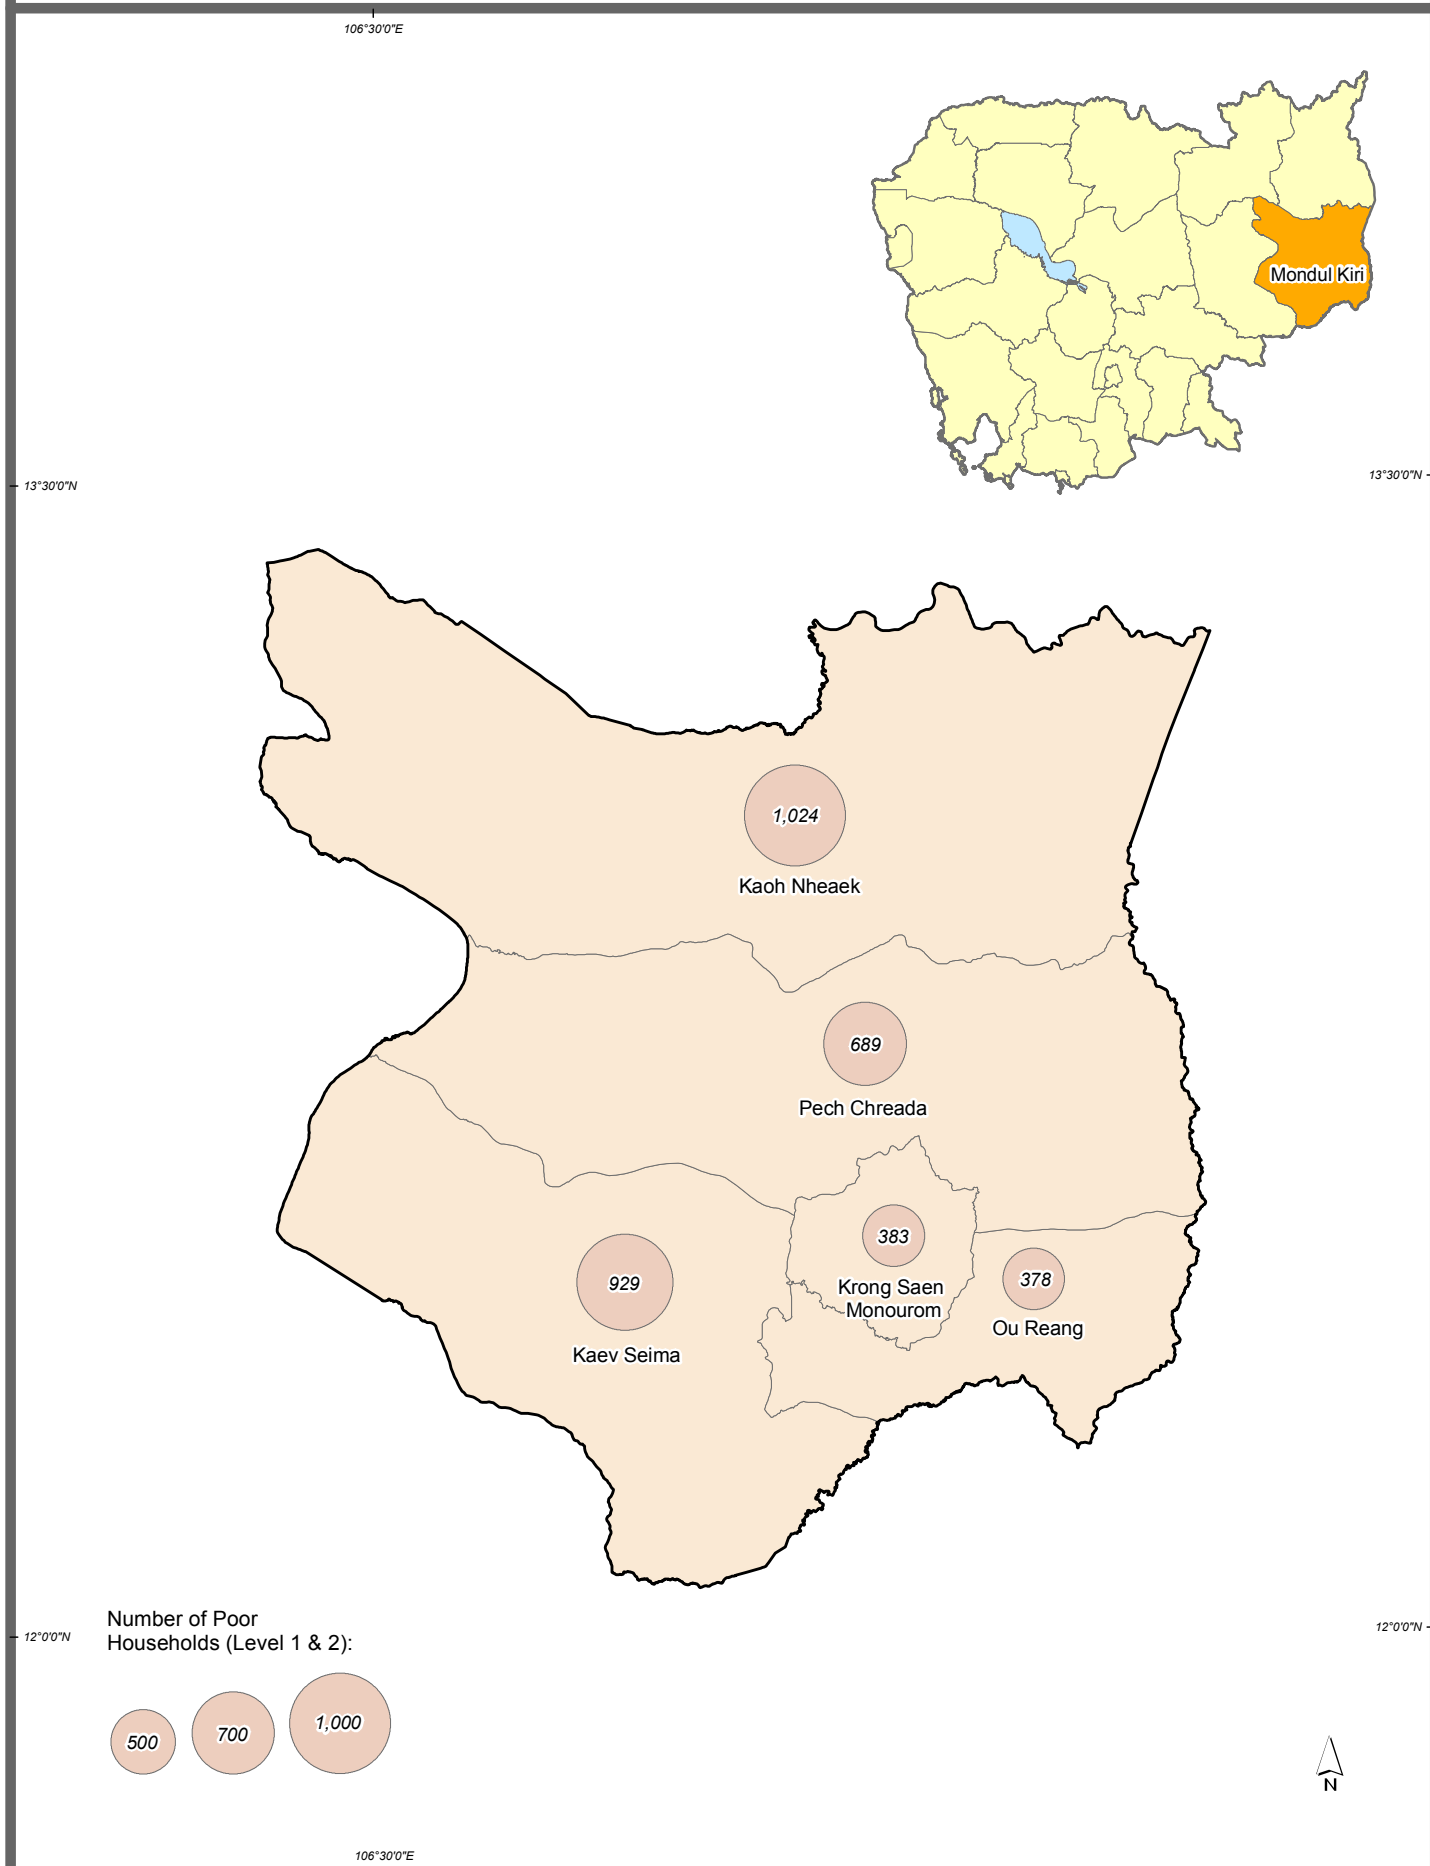 106°30'0"E
Mondul Kiri
13°30'0"N
13°30'0"N
1,024
Kaoh Nheaek
689
Pech Chreada
383
Krong Saen
Monourom
378
Ou Reang
929
Kaev Seima
Number of Poor
Households (Level 1 & 2):
12°0'0"N
12°0'0"N
500
700
1,000
N
106°30'0"E